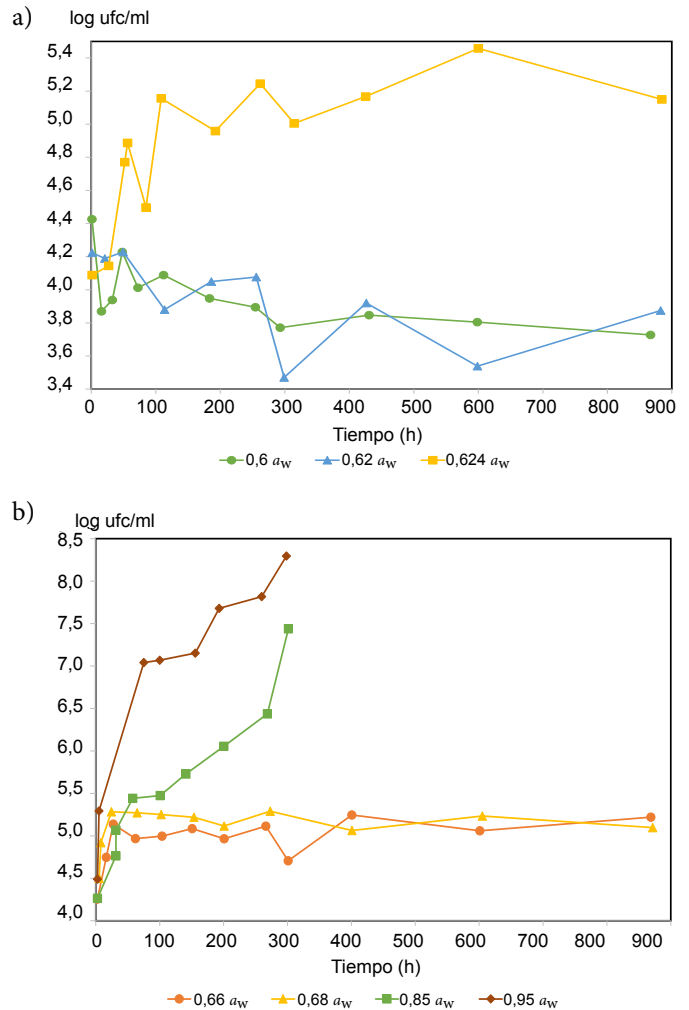 a)
log ufc/ml
5,4
5,2
5,0
4,8
4,6
4,4
4,2
4,0
3,8
3,6
3,4
0 100 200 300 400 500 600 700 800 900
Tiempo (h)
0,6 aw 0,62 aw 0,624 aw
b)
log ufc/ml
8,5
8,0
7,5
7,0
6,5
6,0
5,5
5,0
4,5
4,0
0 100 200 300 400 500 600 700 800 900
Tiempo (h)
0,66 aw 0,68 aw 0,85 aw 0,95 aw